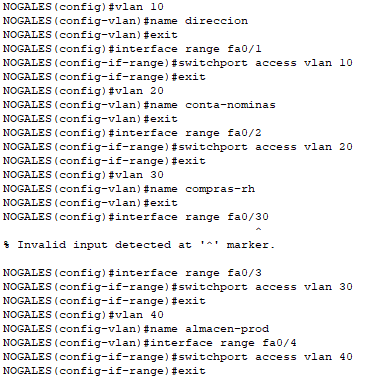 NOGALES(config)#vlan 10
NOGALES(config-vlan)#name direccion
NOGALES(config-vlan)#exit
NOGALES(config)#interface range fa0/1
NOGALES(config-if-range)#switchport access vlan 10
NOGALES(config-if-range)#exit
NOGALES(config)#vlan 20
NOGALES(config-vlan)#name conta-nominas
NOGALES(config-vlan)#exit
NOGALES(config)#interface range fa0/2
NOGALES(config-if-range)#switchport access vlan 20
NOGALES(config-if-range)#exit
NOGALES(config)#vlan 30
NOGALES(config-vlan)#name compras-rh
NOGALES(config-vlan)#exit
NOGALES(config)#interface range fa0/30
^
% Invalid input detected at '^' marker.
NOGALES(config)#interface range fa0/3
NOGALES(config-if-range)#switchport access vlan 30
NOGALES(config-if-range)#exit
NOGALES(config)#vlan 40
NOGALES(config-vlan)#name almacen-prod
NOGALES(config-vlan)#interface range fa0/4
NOGALES(config-if-range)#switchport access vlan 40
NOGALES(config-if-range)#exit